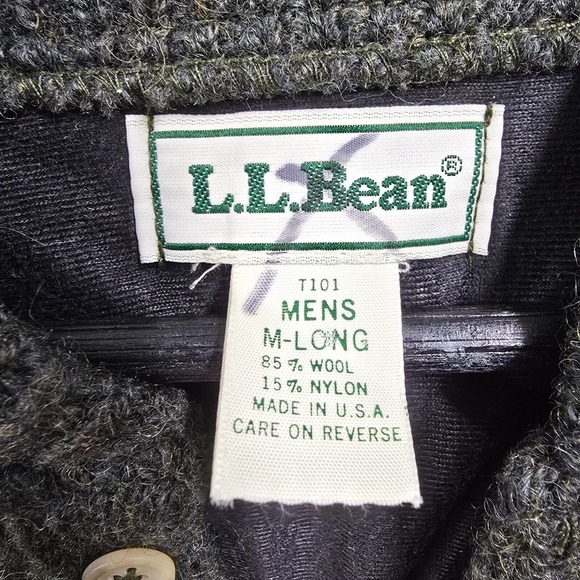 L.L.Bean®
T101
MENS
M-LONG
85% WOOL
15% NYLON
MADE IN U.S.A.
CARE ON REVERSE